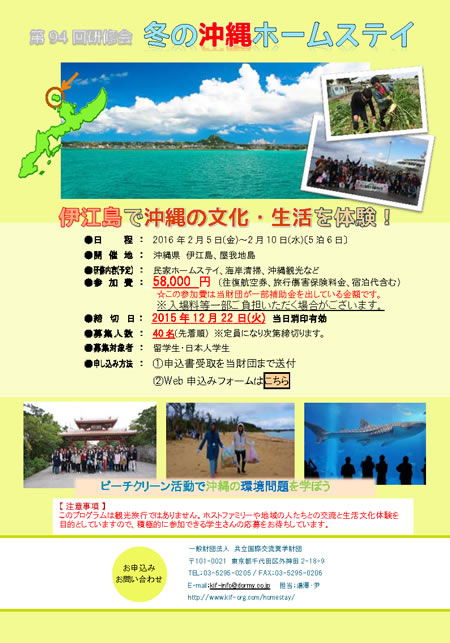 第94回研修会 冬の沖縄ホームステイ
伊江島で沖縄の文化・生活を体験!
●日 程 : 2016年2月5日(金)~2月10日(水)〔5泊6日〕
●開 催 地 : 沖縄県 伊江島、屋我地島
●研修内容(予定) : 民家ホームステイ、海岸清掃、沖縄観光など
●参 加 費 : 58,000 円 (往復航空券、旅行傷害保険料金、宿泊代含む)
☆この参加費は当財団が一部補助会を出している金額です。
※入場料等一部ご負担いただく場合がございます。
●締 切 日 : 2015年12月22日(火) 当日消印有効
●募集人数 : 40名(先着順) ※定員になり次第締切ります。
●募集対象者 : 留学生・日本人学生
●申し込み方法 : ①申込書受取を当財団まで送付
②Web申込みフォームはこちら
ビーチクリーン活動で沖縄の環境問題を学ぼう
【注意事項】
このプログラムは観光旅行ではありません。ホストファミリーや地域の人たちとの交流と生活文化体験を
目的としていますので、積極的に参加できる学生さんの応募をお待ちしています。
お申込み
お問い合わせ
一般財団法人 共立国際交流奨学財団
〒101-0021 東京都千代田区外神田2-18-9
TEL:03-5295-0205/FAX:03-5295-0206
E-mail:kif-info@dormy.co.jp 担当:湯澤・尹
http://www.kif-org.com/homestay/